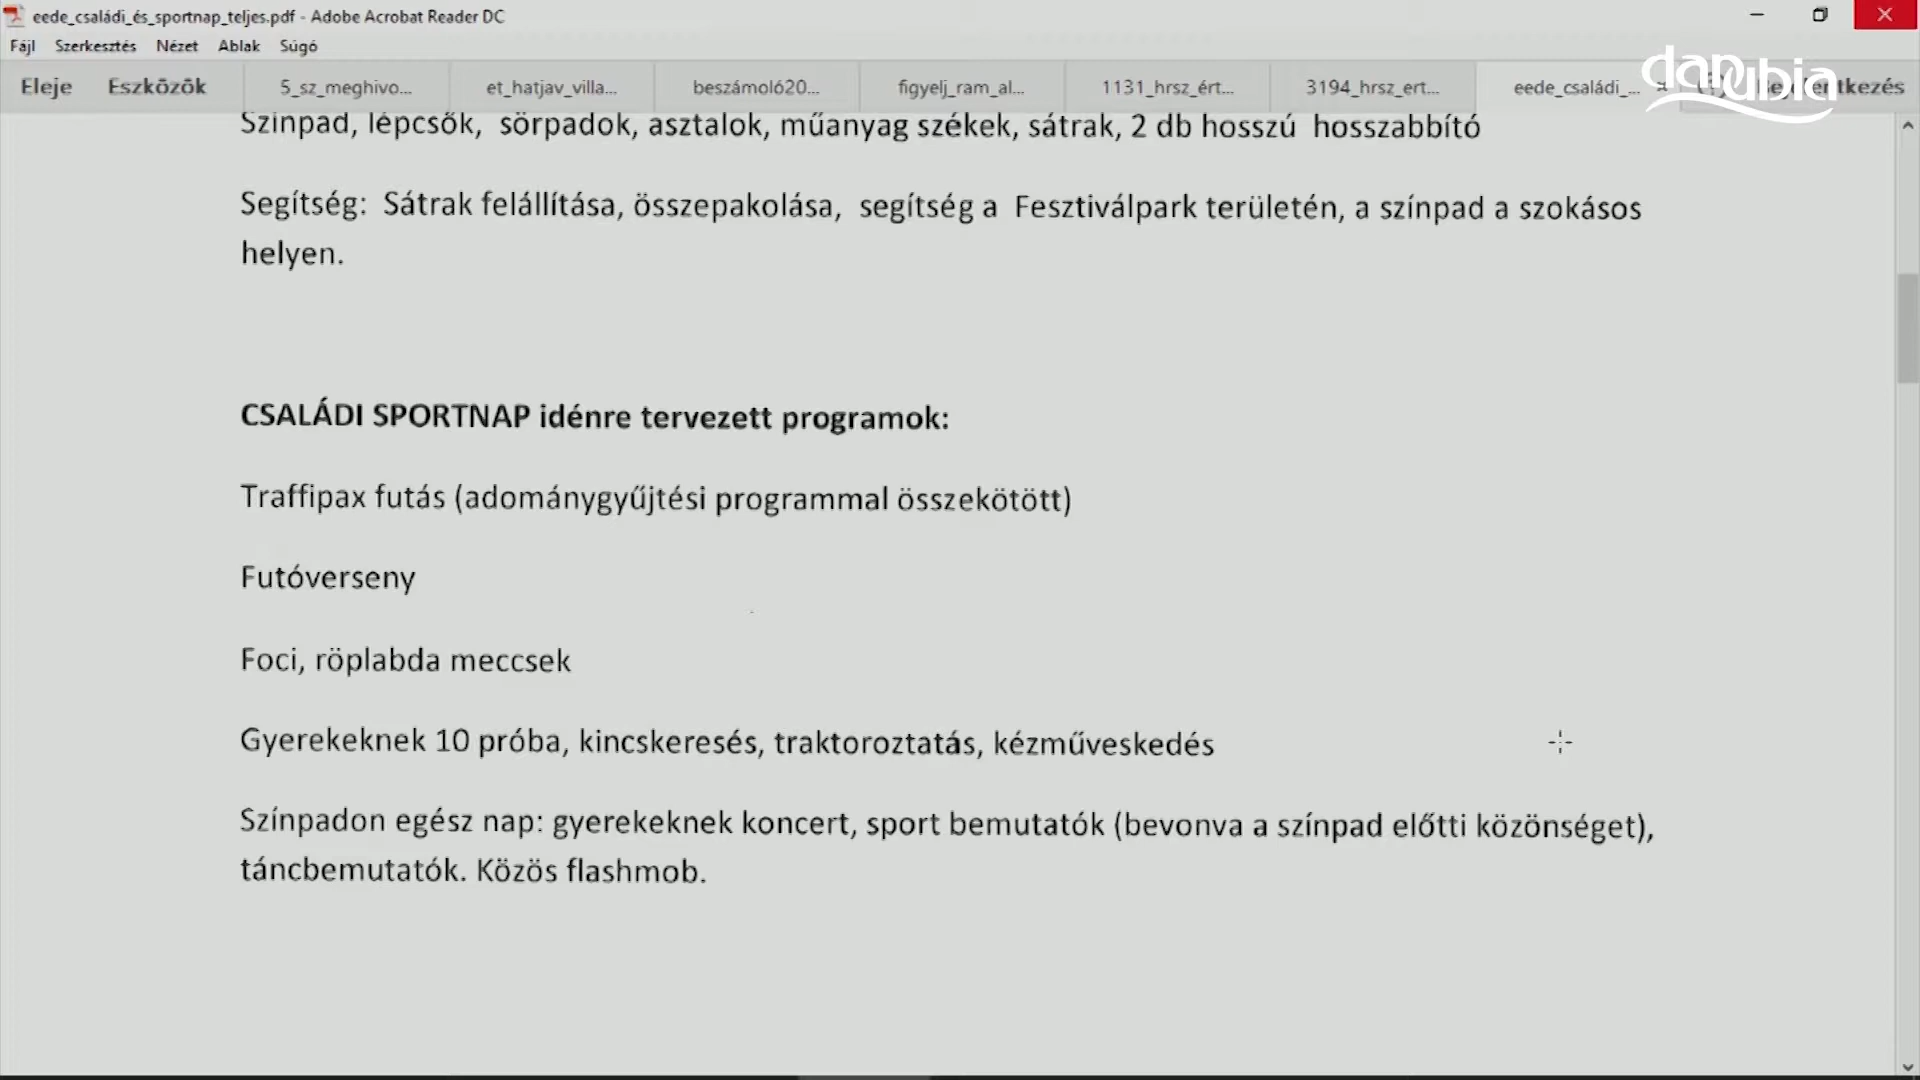 eede_családi_és_sportnap_teljes.pdf - Adobe Acrobat Reader DC
Fájl Szerkesztés Nézet Ablak Súgó
Eleje Eszközök 5_sz_meghivo... et_hatjav_villa... beszámoló20... figyelj_ram_al... 1131_hrsz_ért... 3194_hrsz_ert... eede_családi_...
danubia
Színpad, lépcsők, sörpadok, asztalok, műanyag székek, sátrak, 2 db hosszú hosszabbító
Segítség: Sátrak felállítása, összepakolása, segítség a Fesztiválpark területén, a színpad a szokásos
helyen.
CSALÁDI SPORTNAP idénre tervezett programok:
Traffipax futás (adománygyűjtési programmal összekötött)
Futóverseny
Foci, röplabda meccsek
Gyerekeknek 10 próba, kincskeresés, traktoroztatás, kézműveskedés
Színpadon egész nap: gyerekeknek koncert, sport bemutatók (bevonva a színpad előtti közönséget),
táncbemutatók. Közös flashmob.